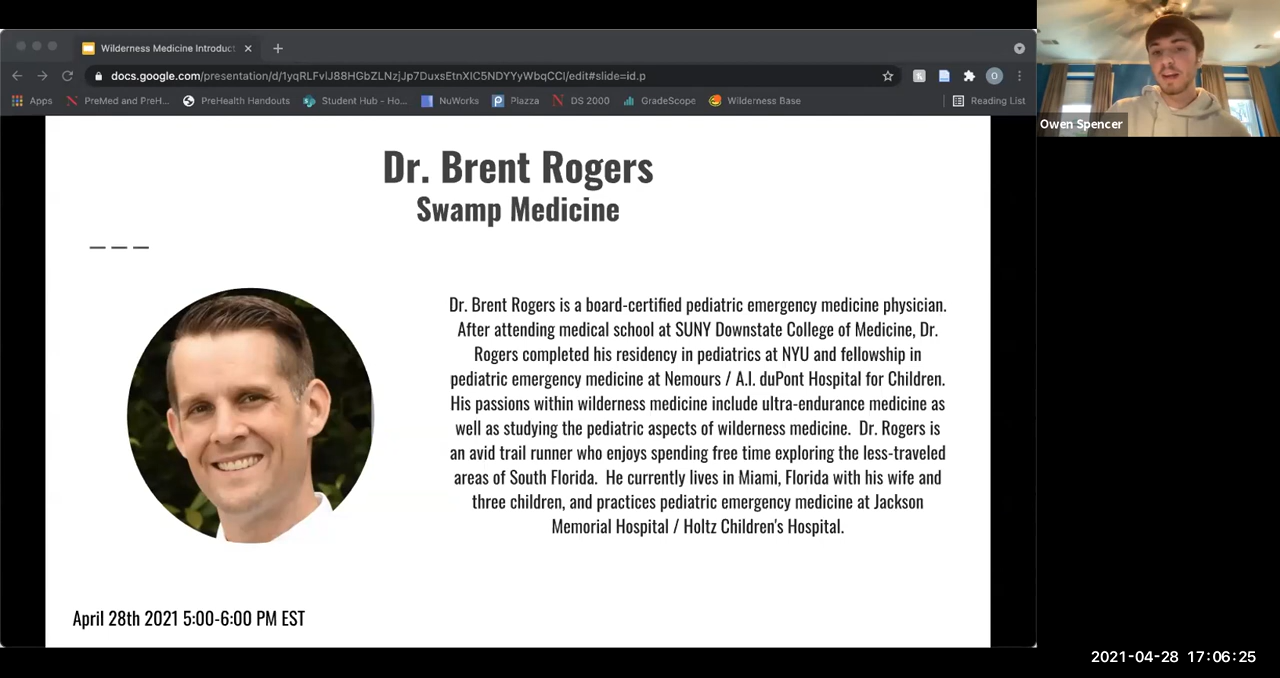 Wilderness Medicine Introduct
docs.google.com/presentation/d/1yqRLFvlJ88HGbZLNzjJp7DuxsEtnXIC5NDYYyWbqCCI/edit#slide=id.p
O
Apps
PreMed and PreH...
PreHealth Handouts
Student Hub - Ho...
NuWorks
Piazza
DS 2000
GradeScope
Wilderness Base
Reading List
Owen Spencer
Dr. Brent Rogers
Swamp Medicine
Dr. Brent Rogers is a board-certified pediatric emergency medicine physician.
After attending medical school at SUNY Downstate College of Medicine, Dr.
Rogers completed his residency in pediatrics at NYU and fellowship in
pediatric emergency medicine at Nemours / A.I. duPont Hospital for Children.
His passions within wilderness medicine include ultra-endurance medicine as
well as studying the pediatric aspects of wilderness medicine. Dr. Rogers is
an avid trail runner who enjoys spending free time exploring the less-traveled
areas of South Florida. He currently lives in Miami, Florida with his wife and
three children, and practices pediatric emergency medicine at Jackson
Memorial Hospital / Holtz Children's Hospital.
April 28th 2021 5:00-6:00 PM EST
2021-04-28 17:06:25